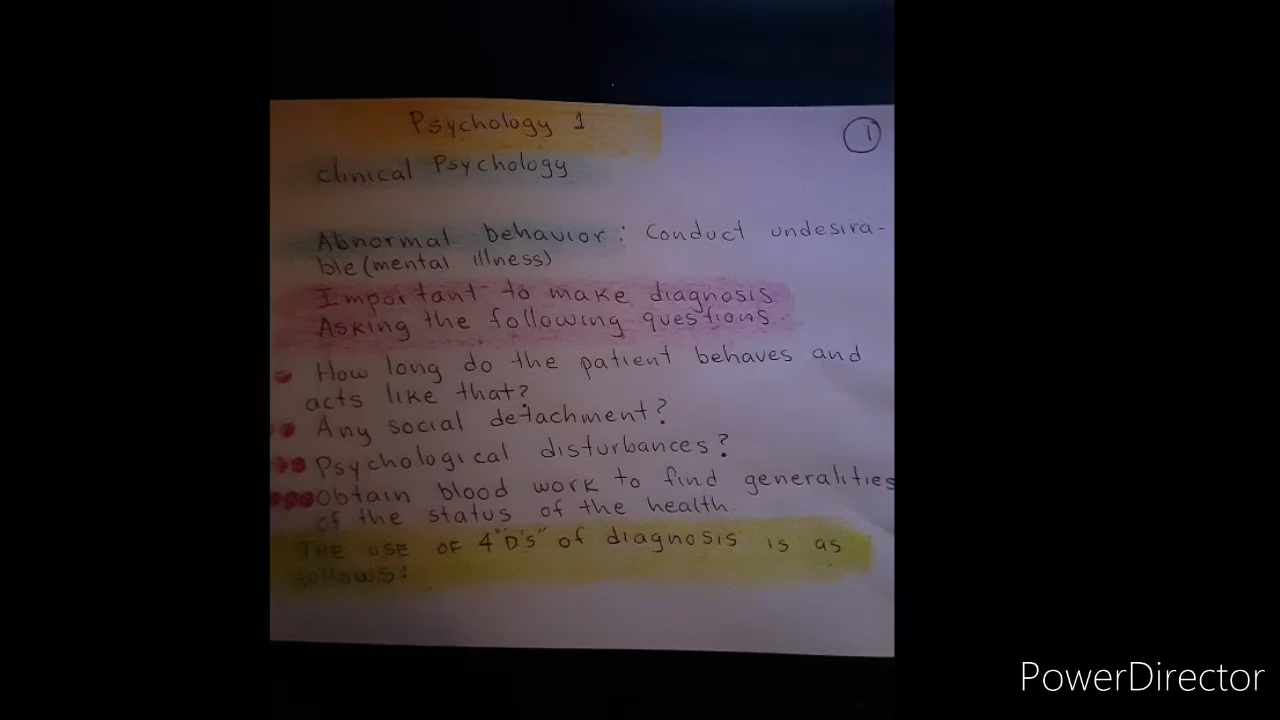 Psychology 1
1
Clinical Psychology
Abnormal behavior: Conduct undesira-
ble (mental illness)
Important to make diagnosis
Asking the following questions.
How long do the patient behaves and
acts like that?
Any social detachment?
Psychological disturbances?
Obtain blood work to find generalities
of the status of the health.
THE USE OF 4"D's" of diagnosis is as
follows:
PowerDirector